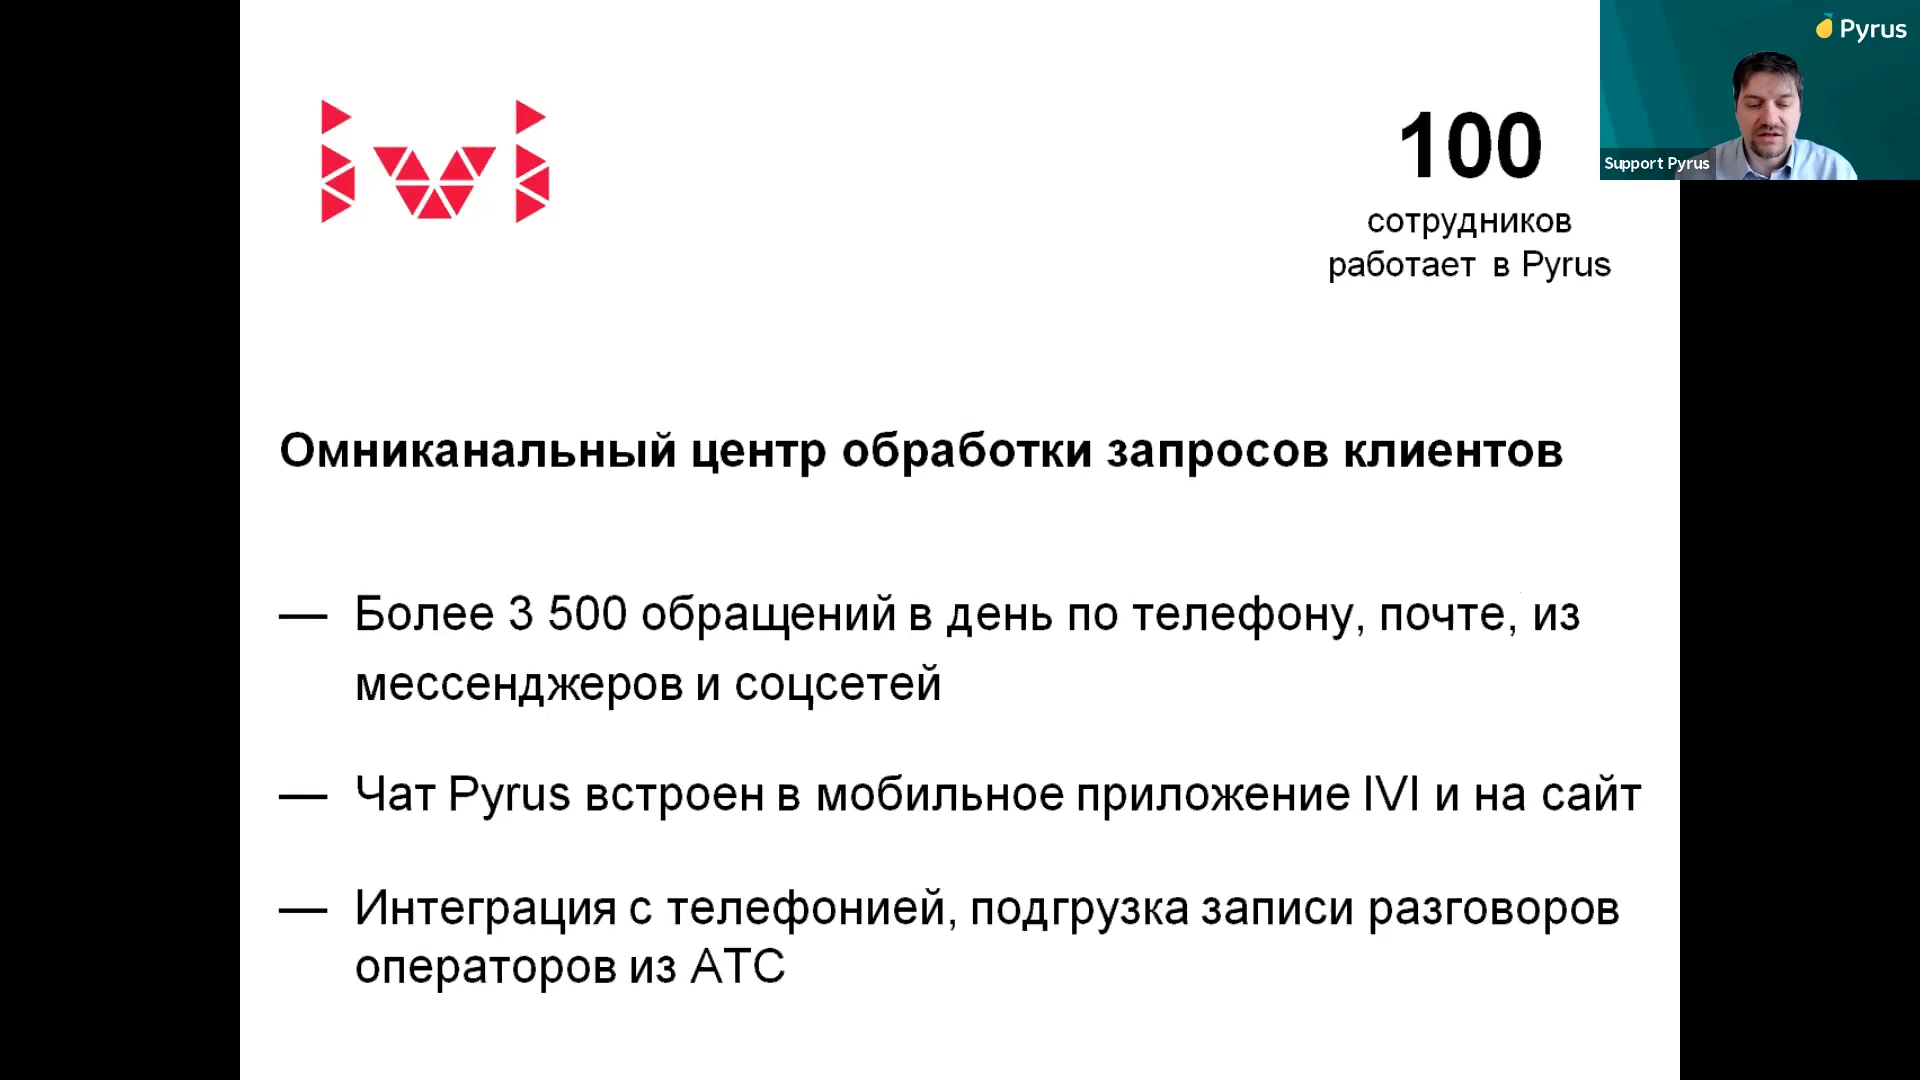 ivi
100
сотрудников
работает в Pyrus
Pyrus
Support Pyrus
Омниканальный центр обработки запросов клиентов
— Более 3 500 обращений в день по телефону, почте, из
мессенджеров и соцсетей
— Чат Pyrus встроен в мобильное приложение IVI и на сайт
— Интеграция с телефонией, подгрузка записи разговоров
операторов из АТС